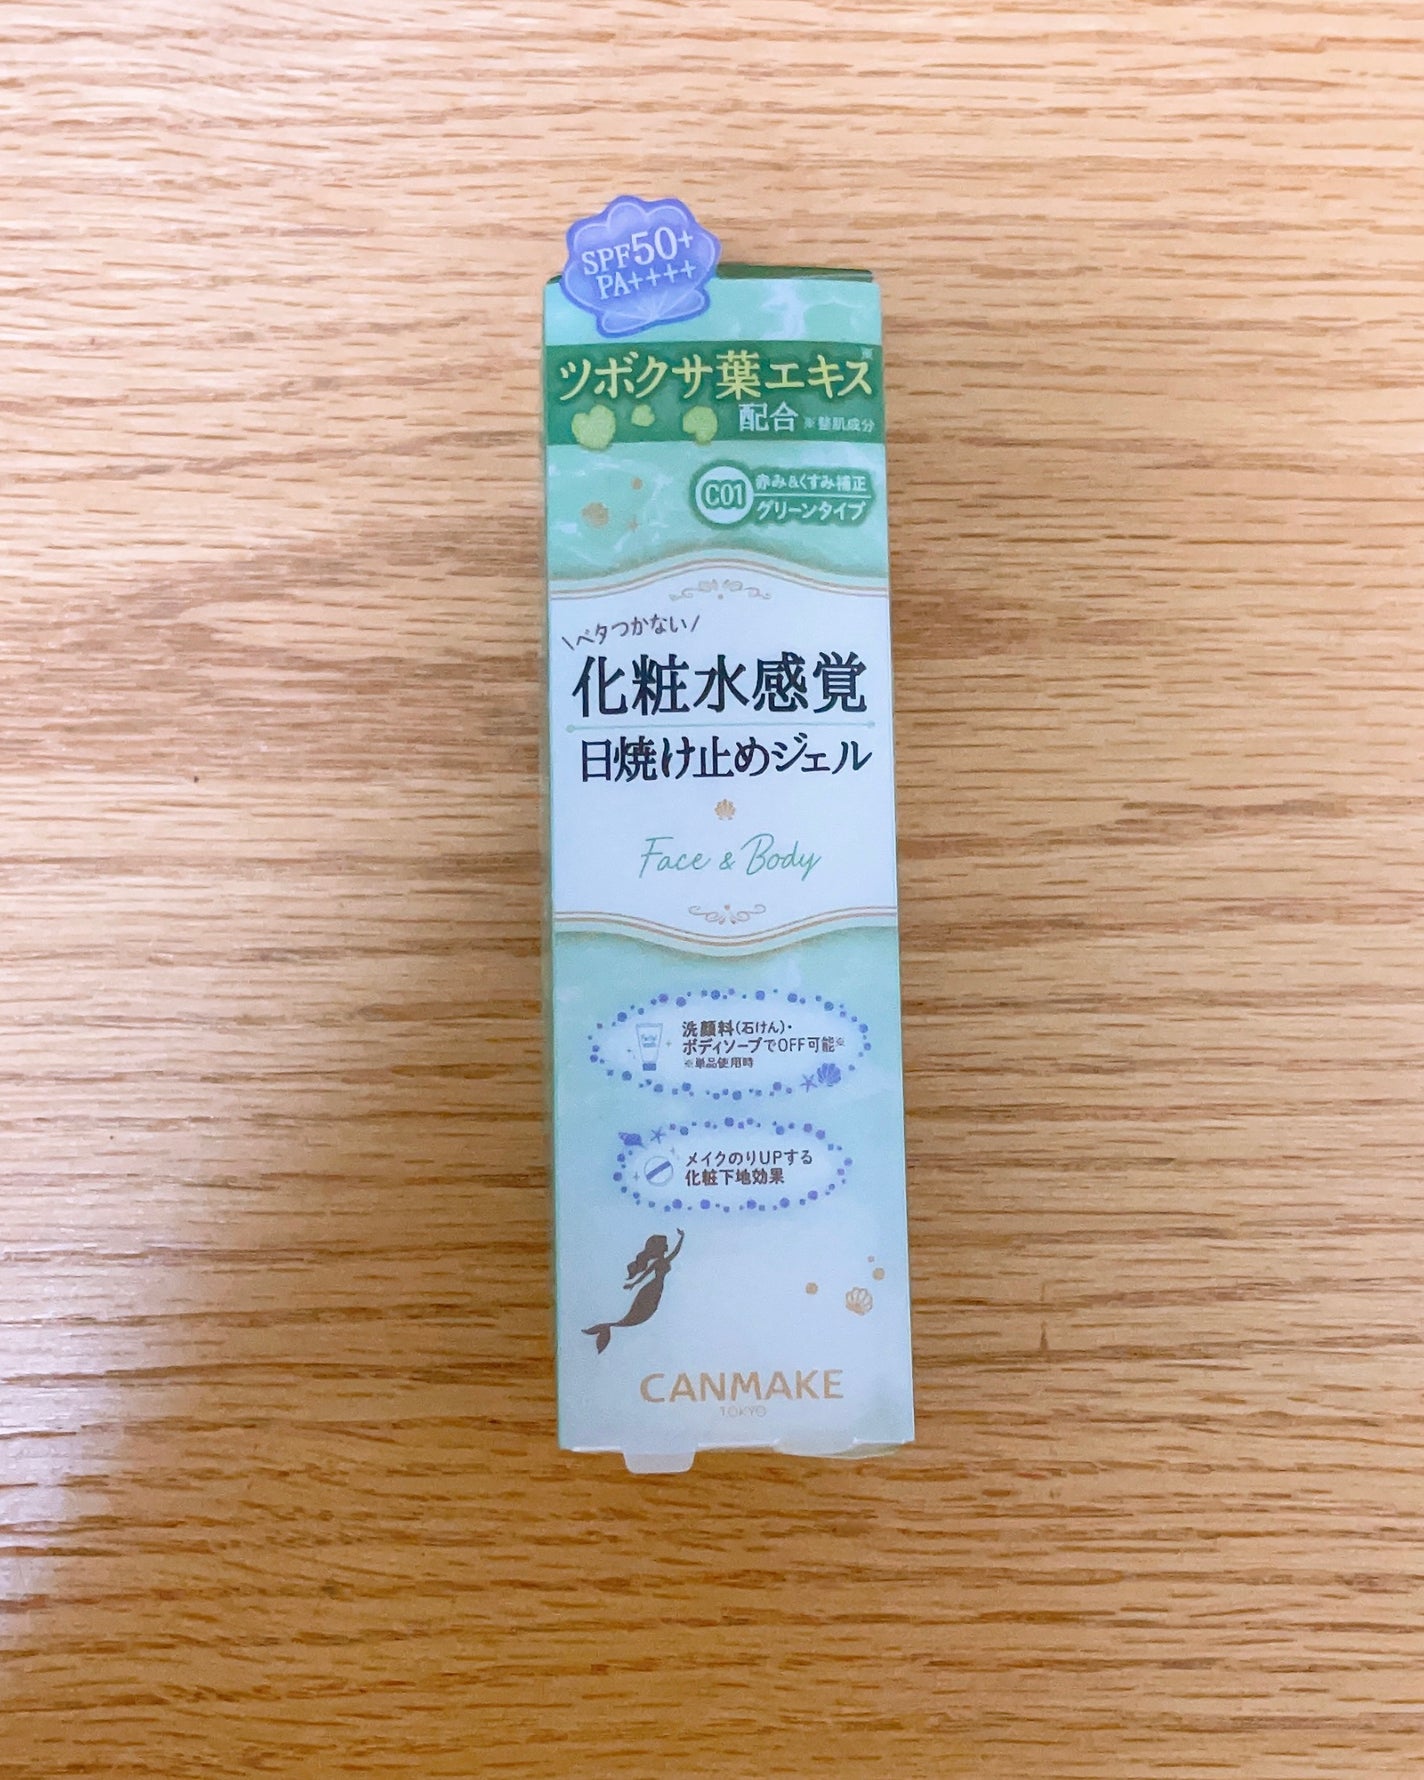 SPF50+
PA++++
ツボクサ葉エキス※
配合 ※整肌成分
C01 赤み&くすみ補正
グリーンタイプ
\ベタつかない/
化粧水感覚
日焼け止めジェル
Face & Body
洗顔料(石けん)・
ボディソープでOFF可能※
※単品使用時
メイクのりUPする
化粧下地効果
CANMAKE
TOKYO